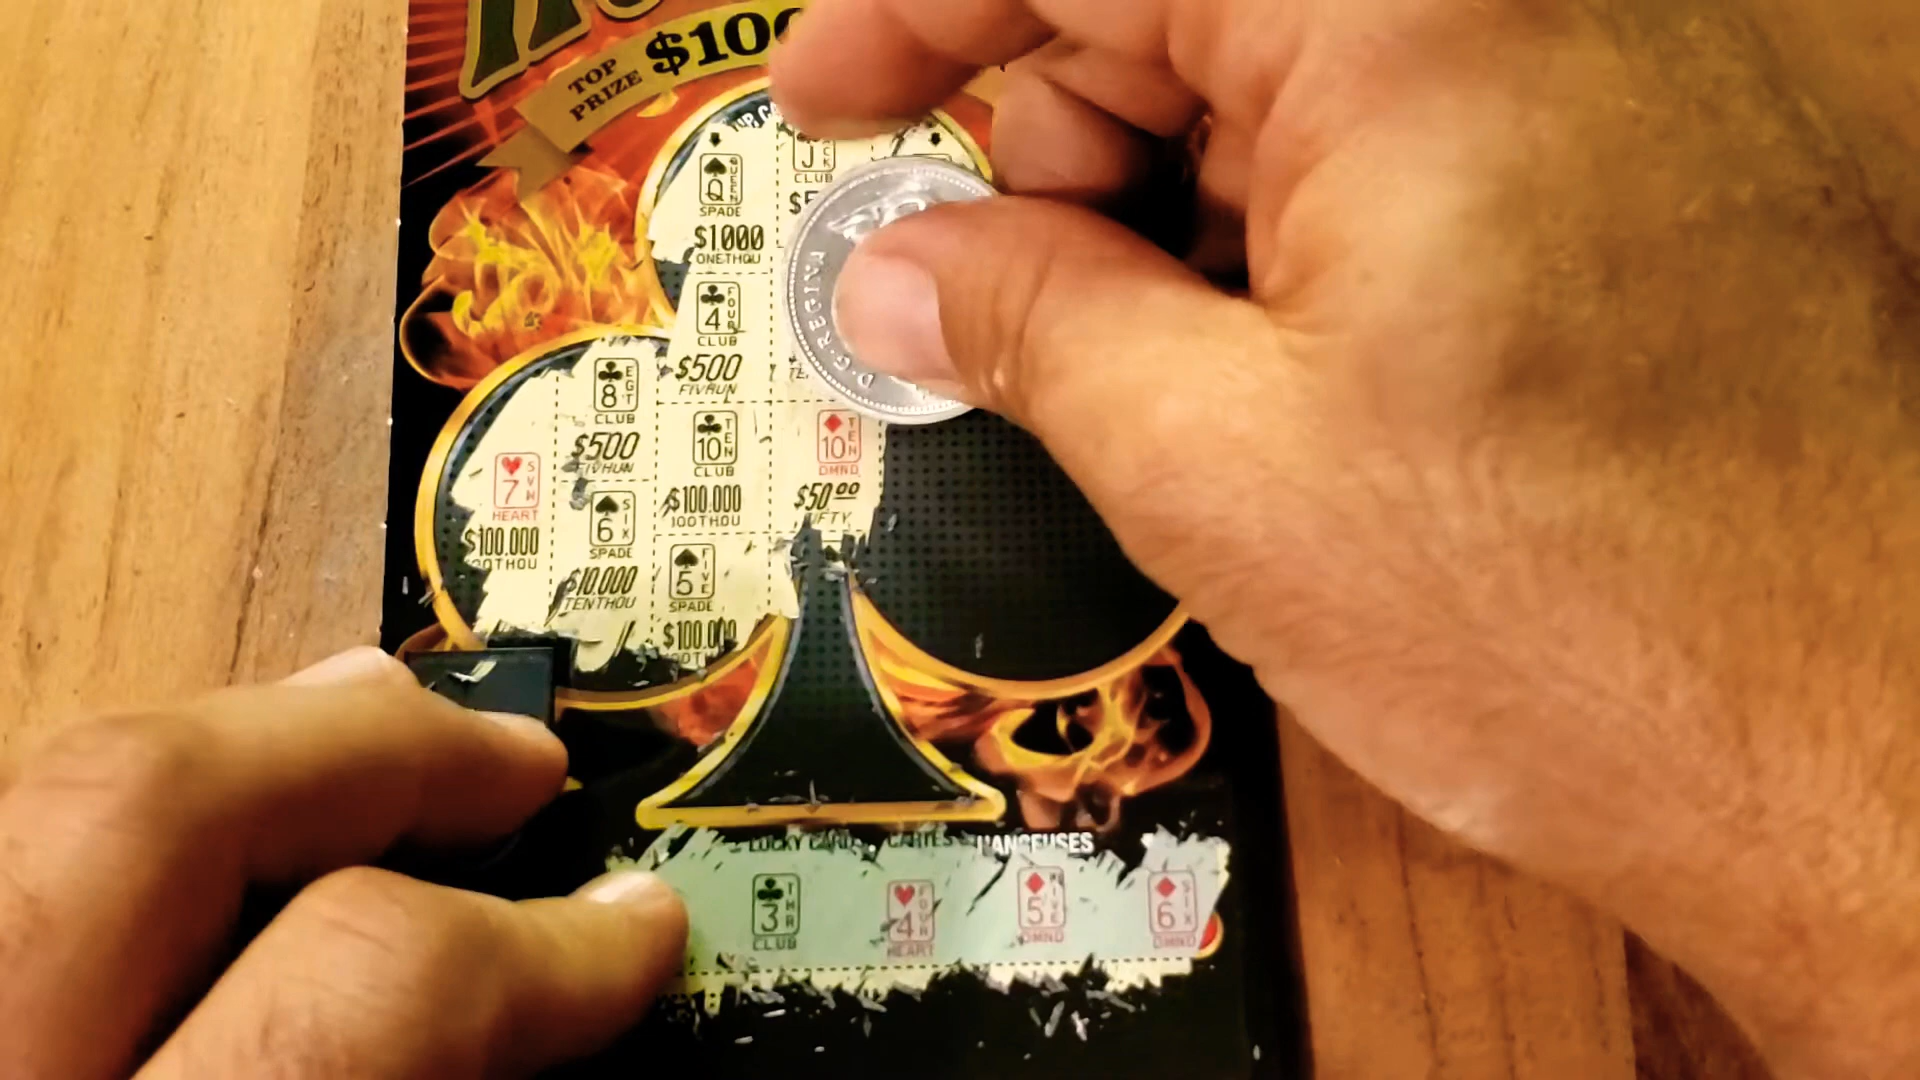 TOP
PRIZE $100
Q QUEEN
SPADE
$1000
ONETHOU
J
CLUB
4 FOUR
CLUB
$500
FIVHUN
8 EGT
CLUB
$500
FIVHUN
10 TEN
CLUB
$100.000
100THOU
10 TEN
DMND
$50.00
FIFTY
7 SVN
HEART
$100.000
100THOU
6 SIX
SPADE
$10.000
TENTHOU
5 FIVE
SPADE
$100.000
D·G·REGINA
LUCKY CARDS CARTES CHANCEUSES
3 THR
CLUB
4 FOUR
HEART
5 FIVE
DMND
6 SIX
DMND